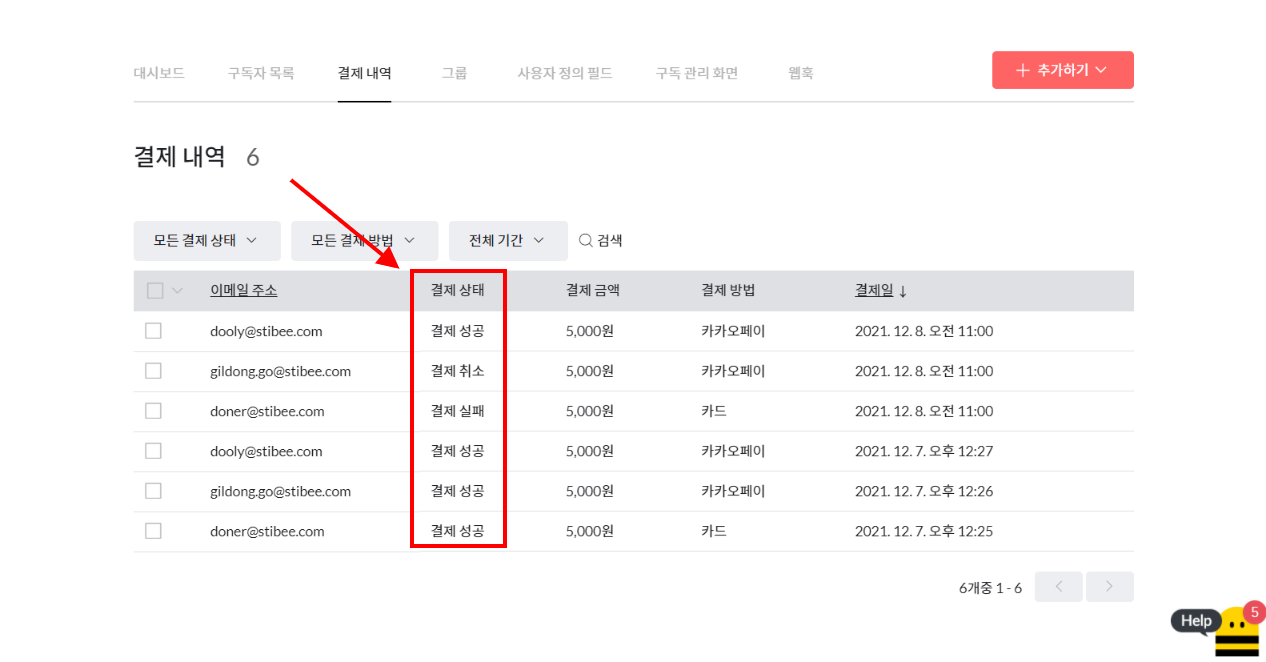 대시보드 구독자 목록 결제 내역 그룹 사용자 정의 필드 구독 관리 화면 웹훅 + 추가하기
결제 내역 6
모든 결제 상태 모든 결제 방법 전체 기간 검색
이메일 주소 결제 상태 결제 금액 결제 방법 결제일 ↓
dooly@stibee.com 결제 성공 5,000원 카카오페이 2021. 12. 8. 오전 11:00
gildong.go@stibee.com 결제 취소 5,000원 카카오페이 2021. 12. 8. 오전 11:00
doner@stibee.com 결제 실패 5,000원 카드 2021. 12. 8. 오전 11:00
dooly@stibee.com 결제 성공 5,000원 카카오페이 2021. 12. 7. 오후 12:27
gildong.go@stibee.com 결제 성공 5,000원 카카오페이 2021. 12. 7. 오후 12:26
doner@stibee.com 결제 성공 5,000원 카드 2021. 12. 7. 오후 12:25
6개중 1 - 6
Help 5